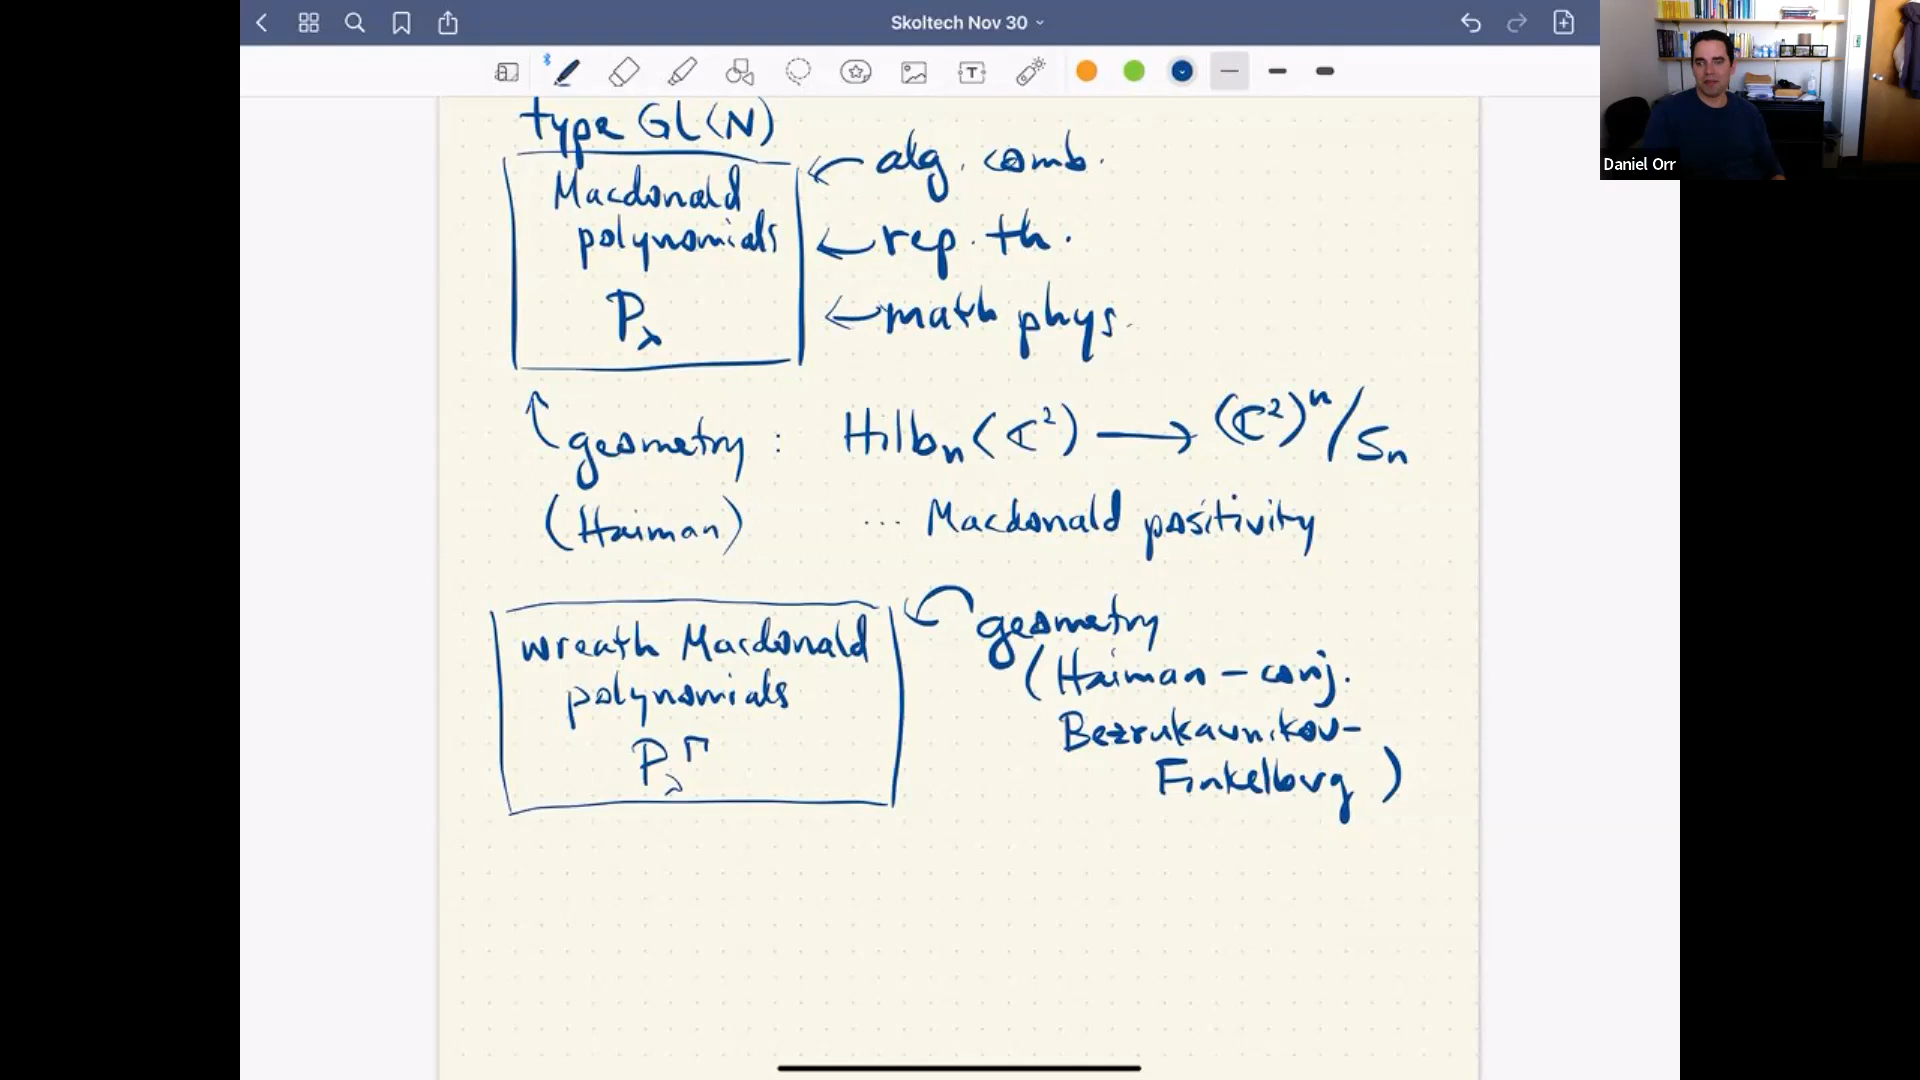 Skoltech Nov 30
Daniel Orr
type GL(N)
Macdonald
polynomials
P_λ
← alg. comb.
← rep. th.
← math phys.
↑ geometry : Hilb_n(ℂ²) → (ℂ²)ⁿ/S_n
(Haiman) ... Macdonald positivity
wreath Macdonald
polynomials
P_λ^Γ
← geometry
(Haiman – conj.
Bezrukavnikov–
Finkelberg)